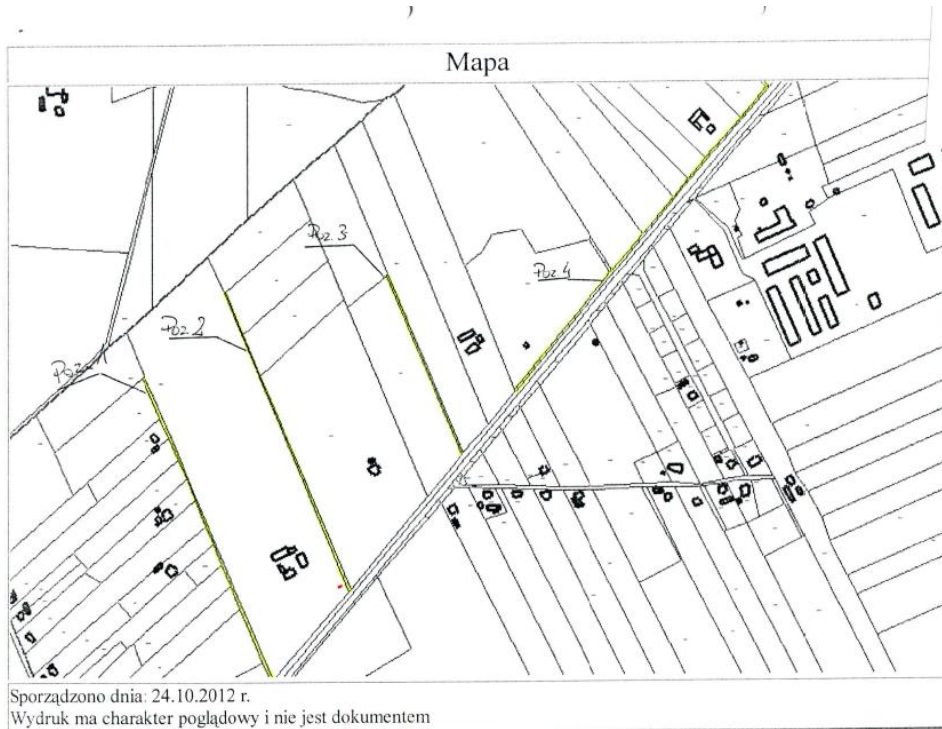 Mapa
Poz 3
Poz 4
Poz 2
Poz 1
Sporządzono dnia: 24.10.2012 r.
Wydruk ma charakter poglądowy i nie jest dokumentem